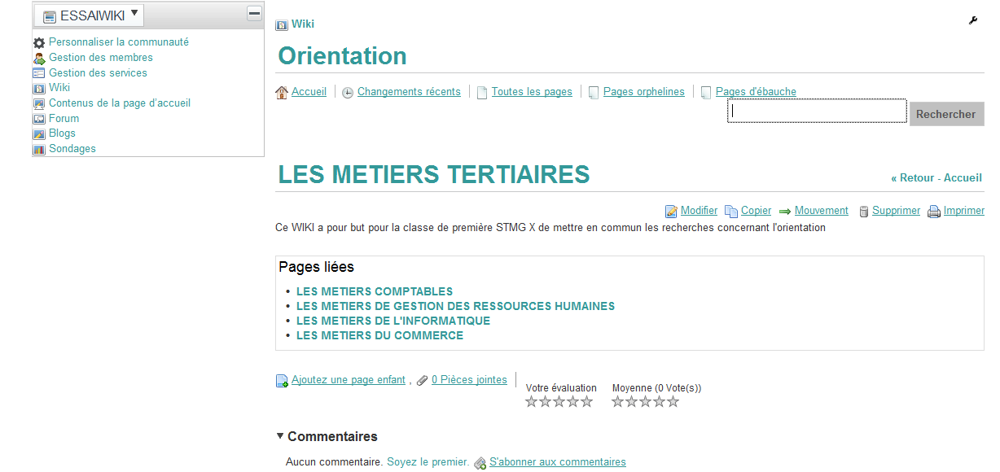 ESSAIWIKI
Personnaliser la communauté
Gestion des membres
Gestion des services
Wiki
Contenus de la page d'accueil
Forum
Blogs
Sondages
Wiki
Orientation
Accueil Changements récents Toutes les pages Pages orphelines Pages d'ébauche
Rechercher
LES METIERS TERTIAIRES
« Retour - Accueil
Modifier Copier Mouvement Supprimer Imprimer
Ce WIKI a pour but pour la classe de première STMG X de mettre en commun les recherches concernant l'orientation
Pages liées
• LES METIERS COMPTABLES
• LES METIERS DE GESTION DES RESSOURCES HUMAINES
• LES METIERS DE L'INFORMATIQUE
• LES METIERS DU COMMERCE
Ajoutez une page enfant , 0 Pièces jointes
Votre évaluation Moyenne (0 Vote(s))
Commentaires
Aucun commentaire. Soyez le premier. S'abonner aux commentaires